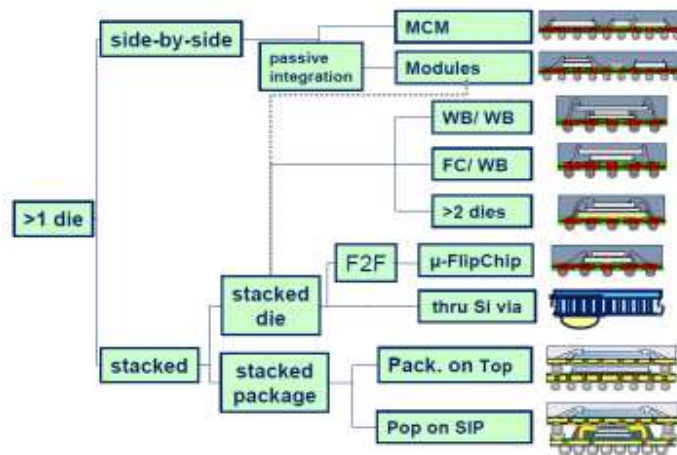 side-by-side
MCM
passive
integration
Modules
WB/ WB
FC/ WB
>1 die
>2 dies
F2F
µ-FlipChip
stacked
die
thru Si via
stacked
stacked
package
Pack. on Top
Pop on SIP